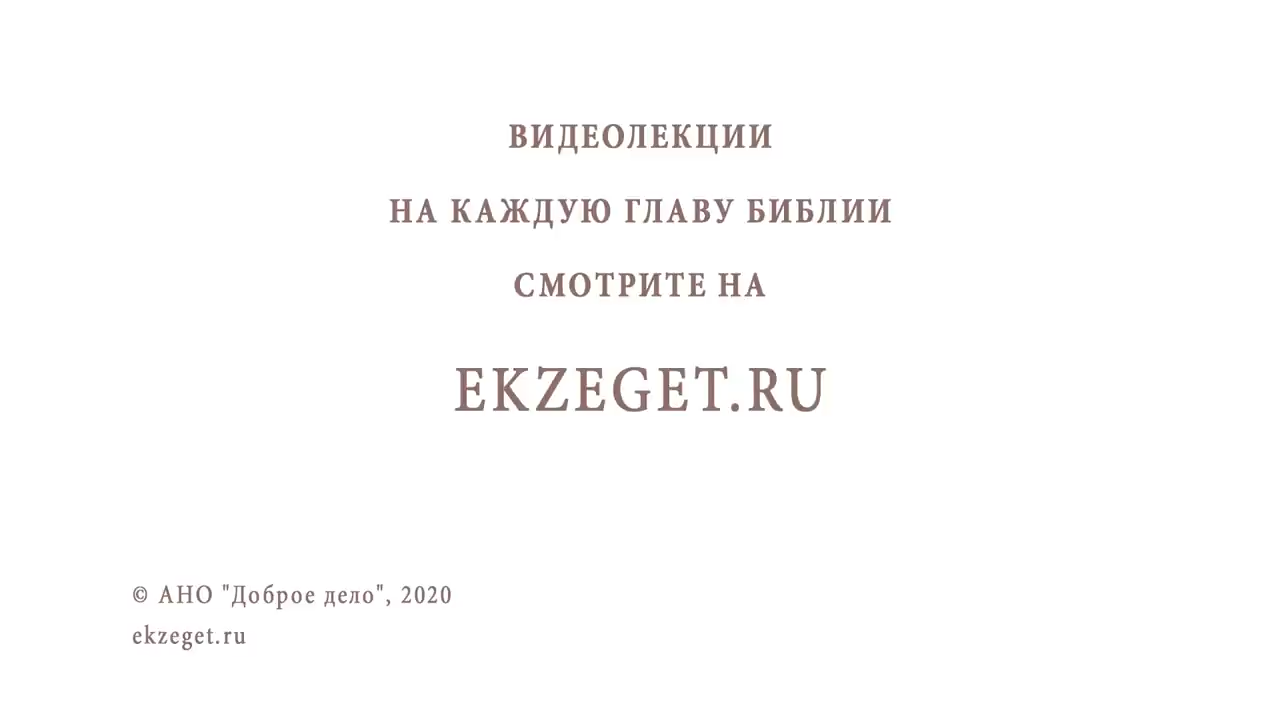 ВИДЕОЛЕКЦИИ
НА КАЖДУЮ ГЛАВУ БИБЛИИ
СМОТРИТЕ НА
EKZEGET.RU
© АНО "Доброе дело", 2020
ekzeget.ru